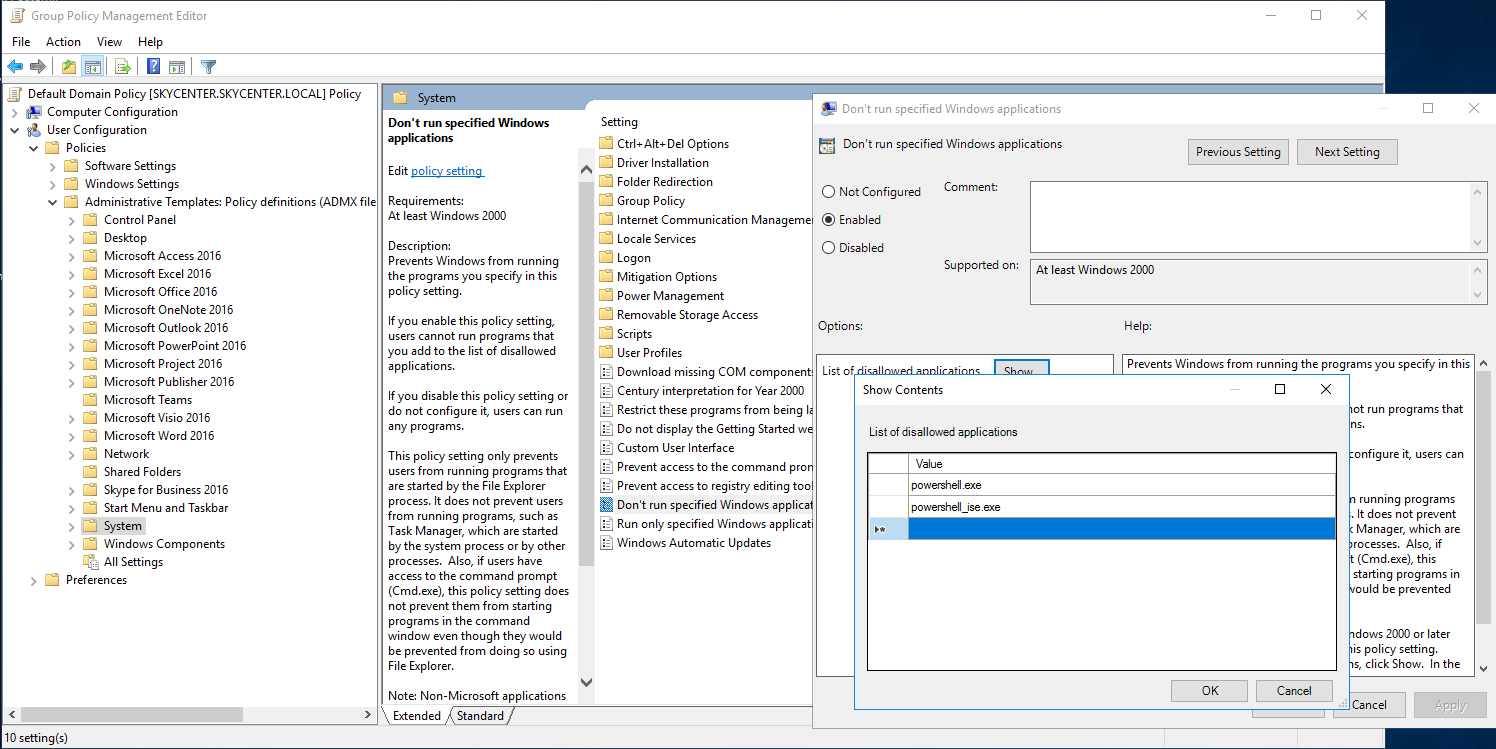 Group Policy Management Editor
File Action View Help
Default Domain Policy [SKYCENTER.SKYCENTER.LOCAL] Policy
Computer Configuration
User Configuration
Policies
Software Settings
Windows Settings
Administrative Templates: Policy definitions (ADMX file
Control Panel
Desktop
Microsoft Access 2016
Microsoft Excel 2016
Microsoft Office 2016
Microsoft OneNote 2016
Microsoft Outlook 2016
Microsoft PowerPoint 2016
Microsoft Project 2016
Microsoft Publisher 2016
Microsoft Teams
Microsoft Visio 2016
Microsoft Word 2016
Network
Shared Folders
Skype for Business 2016
Start Menu and Taskbar
System
Windows Components
All Settings
Preferences
System
Don't run specified Windows
applications
Edit policy setting
Requirements:
At least Windows 2000
Description:
Prevents Windows from running
the programs you specify in this
policy setting.
If you enable this policy setting,
users cannot run programs that
you add to the list of disallowed
applications.
If you disable this policy setting or
do not configure it, users can run
any programs.
This policy setting only prevents
users from running programs that
are started by the File Explorer
process. It does not prevent users
from running programs, such as
Task Manager, which are started
by the system process or by other
processes.  Also, if users have
access to the command prompt
(Cmd.exe), this policy setting does
not prevent them from starting
programs in the command
window even though they would
be prevented from doing so using
File Explorer.
Note: Non-Microsoft applications
Setting
Ctrl+Alt+Del Options
Driver Installation
Folder Redirection
Group Policy
Internet Communication Manageme
Locale Services
Logon
Mitigation Options
Power Management
Removable Storage Access
Scripts
User Profiles
Download missing COM component
Century interpretation for Year 2000
Restrict these programs from being la
Do not display the Getting Started we
Custom User Interface
Prevent access to the command pron
Prevent access to registry editing tool
Don't run specified Windows applicat
Run only specified Windows applicati
Windows Automatic Updates
Extended Standard
10 setting(s)
Don't run specified Windows applications
Don't run specified Windows applications
Previous Setting Next Setting
Not Configured
Enabled
Disabled
Comment:
Supported on:
At least Windows 2000
Options:
Help:
List of disallowed applications Show...
Prevents Windows from running the programs you specify in this
not run programs that
ns.
configure it, users can
m running programs
. It does not prevent
k Manager, which are
processes.  Also, if
t (Cmd.exe), this
starting programs in
would be prevented
ndows 2000 or later
his policy setting.
ns, click Show.  In the
Show Contents
List of disallowed applications
Value
powershell.exe
powershell_ise.exe
OK Cancel
Cancel Apply